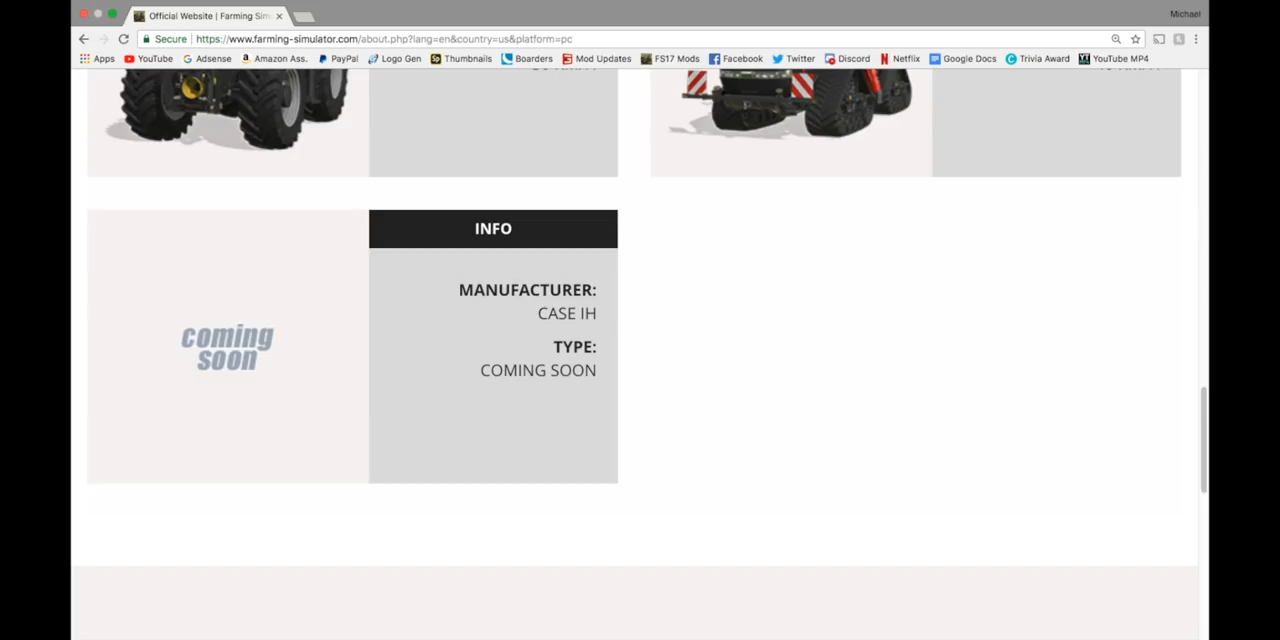 Official Website | Farming Sim
Michael
Secure
https://www.farming-simulator.com/about.php?lang=en&country=us&platform=pc
Apps YouTube Adsense Amazon Ass. PayPal Logo Gen Thumbnails Boarders Mod Updates FS17 Mods Facebook Twitter Discord Netflix Google Docs Trivia Award YouTube MP4
coming
soon
INFO
MANUFACTURER:
CASE IH
TYPE:
COMING SOON